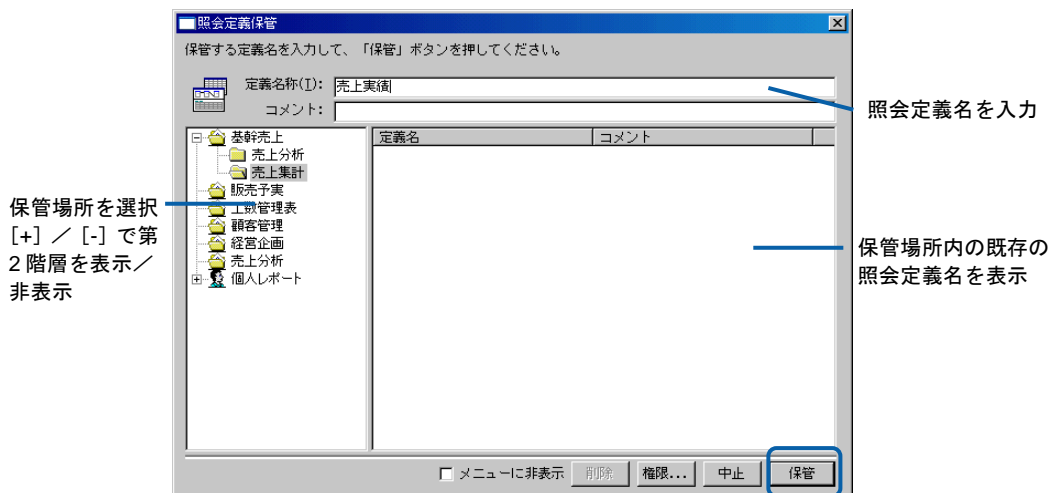 照会定義保管
保管する定義名を入力して、「保管」ボタンを押してください。
定義名称(I): 売上実績
コメント:
照会定義名を入力
定義名 コメント
基幹売上
売上分析
売上集計
販売予実
工数管理表
顧客管理
経営企画
売上分析
個人レポート
保管場所を選択
［+］／［-］で第
2 階層を表示／
非表示
保管場所内の既存の
照会定義名を表示
メニューに非表示 削除 権限... 中止 保管